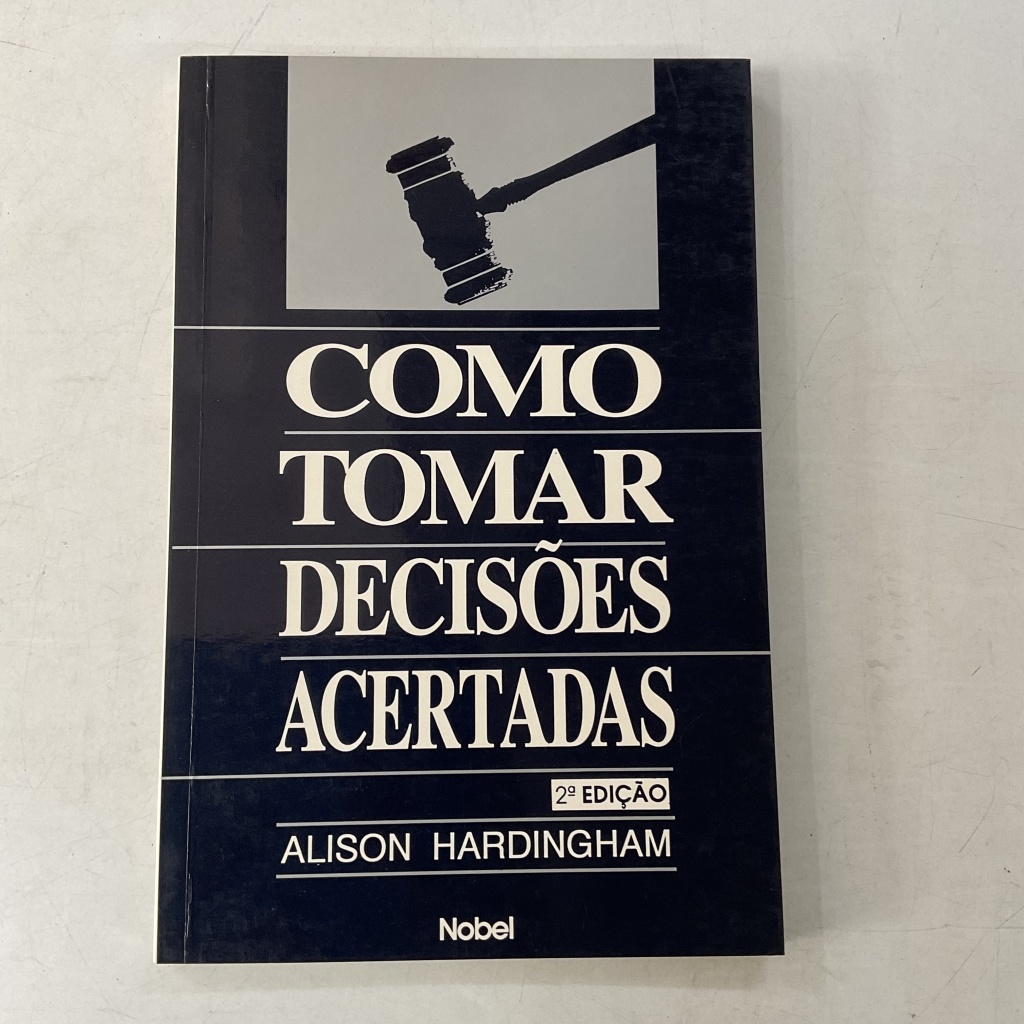 COMO
TOMAR
DECISÕES
ACERTADAS
2ª EDIÇÃO
ALISON HARDINGHAM
Nobel